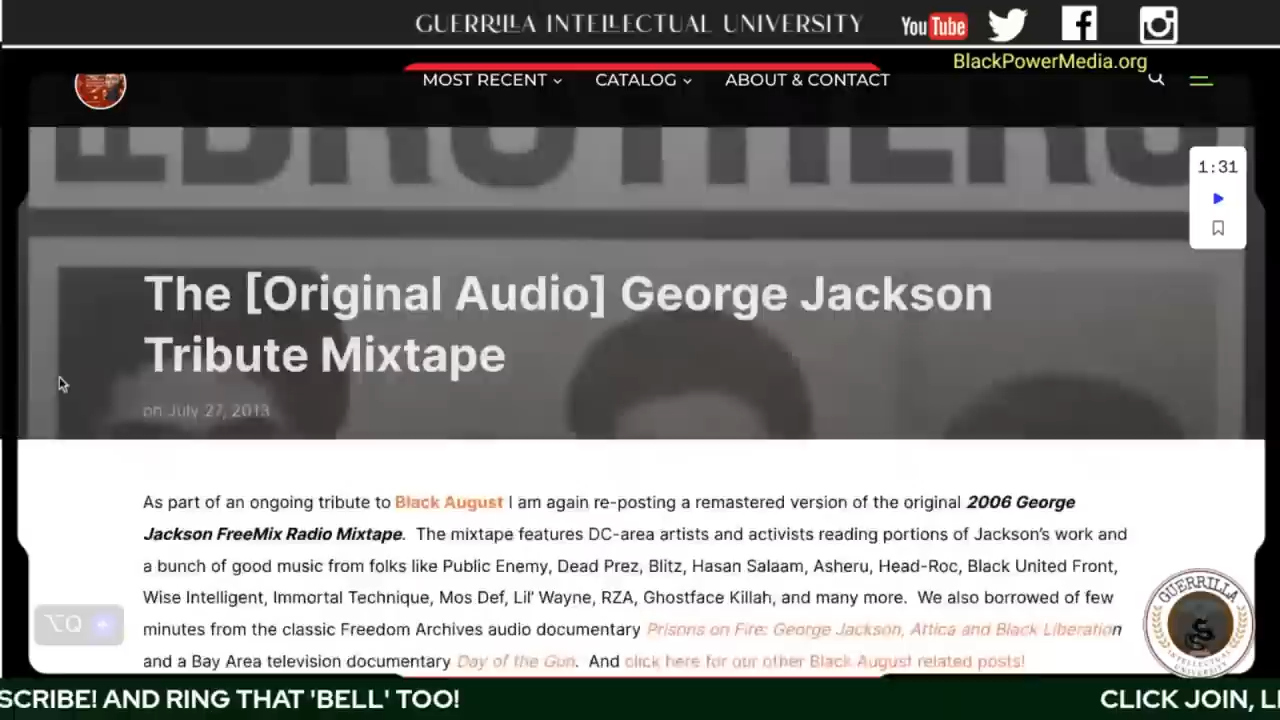 GUERRILLA INTELLECTUAL UNIVERSITY
YouTube
BlackPowerMedia.org
MOST RECENT
CATALOG
ABOUT & CONTACT
BROTHERS
1:31
The [Original Audio] George Jackson
Tribute Mixtape
on July 27, 2013
As part of an ongoing tribute to Black August I am again re-posting a remastered version of the original 2006 George
Jackson FreeMix Radio Mixtape. The mixtape features DC-area artists and activists reading portions of Jackson's work and
a bunch of good music from folks like Public Enemy, Dead Prez, Blitz, Hasan Salaam, Asheru, Head-Roc, Black United Front,
Wise Intelligent, Immortal Technique, Mos Def, Lil' Wayne, RZA, Ghostface Killah, and many more. We also borrowed of few
minutes from the classic Freedom Archives audio documentary Prisons on Fire: George Jackson, Attica and Black Liberation
and a Bay Area television documentary Day of the Gun. And click here for our other Black August related posts!
⌥Q
GUERRILLA
INTELLECTUAL
UNIVERSITY
SCRIBE! AND RING THAT 'BELL' TOO!
CLICK JOIN, LI